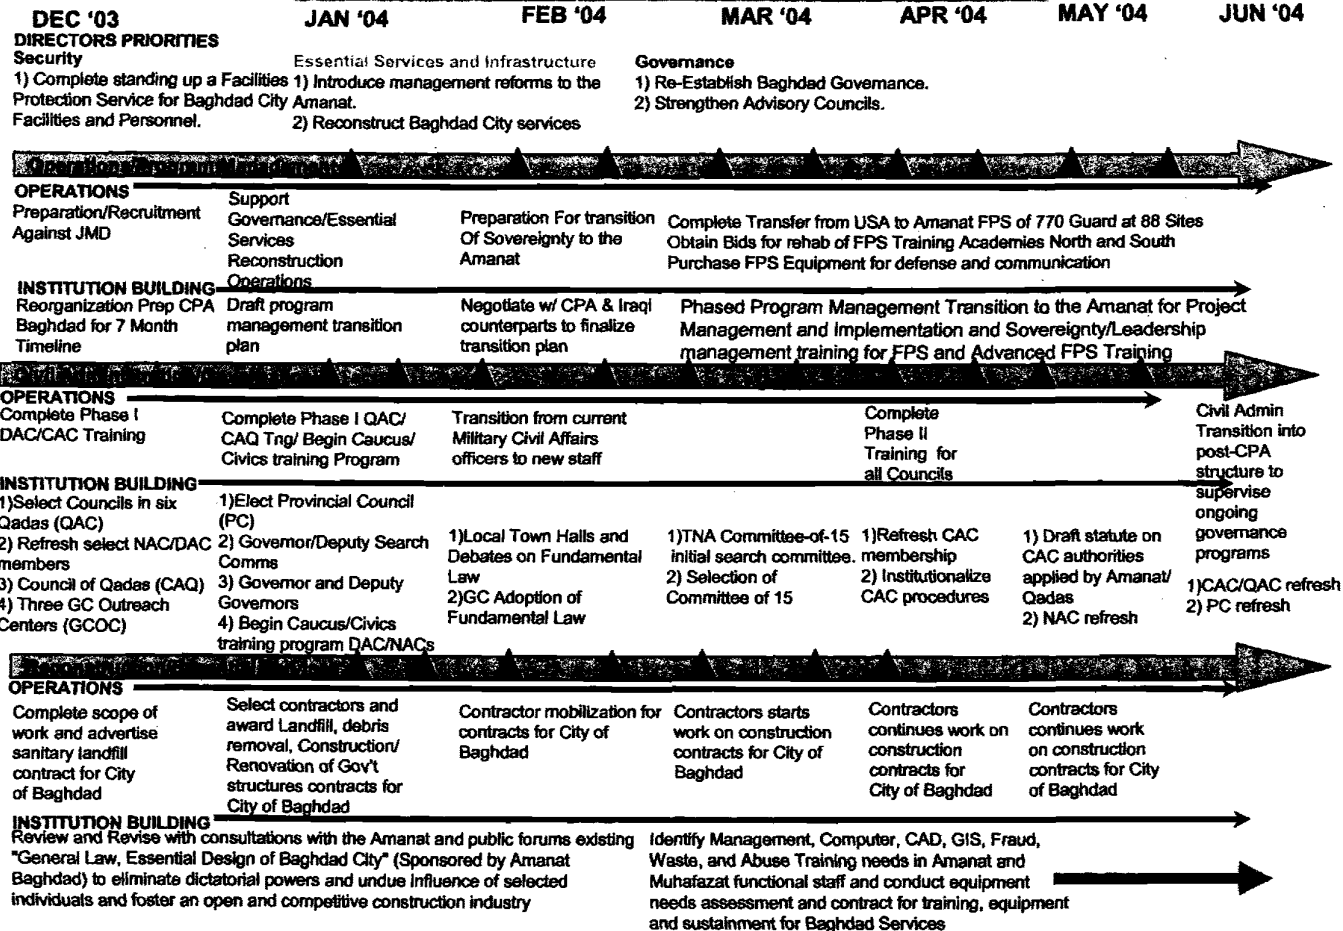 DEC '03 JAN '04 FEB '04 MAR '04 APR '04 MAY '04 JUN '04
DIRECTORS PRIORITIES
Security
1) Complete standing up a Facilities
Protection Service for Baghdad City
Facilities and Personnel.
Essential Services and Infrastructure
1) Introduce management reforms to the
Amanat.
2) Reconstruct Baghdad City services
Governance
1) Re-Establish Baghdad Governance.
2) Strengthen Advisory Councils.
Operations/Program Management
OPERATIONS
Preparation/Recruitment
Against JMD
Support
Governance/Essential
Services
Reconstruction
Operations
Preparation For transition
Of Sovereignty to the
Amanat
Complete Transfer from USA to Amanat FPS of 770 Guard at 88 Sites
Obtain Bids for rehab of FPS Training Academies North and South
Purchase FPS Equipment for defense and communication
INSTITUTION BUILDING
Reorganization Prep CPA
Baghdad for 7 Month
Timeline
Draft program
management transition
plan
Negotiate w/ CPA & Iraqi
counterparts to finalize
transition plan
Phased Program Management Transition to the Amanat for Project
Management and Implementation and Sovereignty/Leadership
management training for FPS and Advanced FPS Training
OPERATIONS
Complete Phase I
DAC/CAC Training
Complete Phase I QAC/
CAQ Tng/ Begin Caucus/
Civics training Program
Transition from current
Military Civil Affairs
officers to new staff
Complete
Phase II
Training for
all Councils
Civil Admin
Transition into
post-CPA
structure to
supervise
ongoing
governance
programs
INSTITUTION BUILDING
1)Select Councils in six
Qadas (QAC)
2) Refresh select NAC/DAC
members
3) Council of Qadas (CAQ)
4) Three GC Outreach
Centers (GCOC)
1)Elect Provincial Council
(PC)
2) Governor/Deputy Search
Comms
3) Governor and Deputy
Governors
4) Begin Caucus/Civics
training program DAC/NACs
1)Local Town Halls and
Debates on Fundamental
Law
2)GC Adoption of
Fundamental Law
1)TNA Committee-of-15
initial search committee.
2) Selection of
Committee of 15
1)Refresh CAC
membership
2) Institutionalize
CAC procedures
1) Draft statute on
CAC authorities
applied by Amanat/
Qadas
2) NAC refresh
1)CAC/QAC refresh
2) PC refresh
OPERATIONS
Complete scope of
work and advertise
sanitary landfill
contract for City
of Baghdad
Select contractors and
award Landfill, debris
removal, Construction/
Renovation of Gov't
structures contracts for
City of Baghdad
Contractor mobilization for
contracts for City of
Baghdad
Contractors starts
work on construction
contracts for City of
Baghdad
Contractors
continues work on
construction
contracts for
City of Baghdad
Contractors
continues work
on construction
contracts for City
of Baghdad
INSTITUTION BUILDING
Review and Revise with consultations with the Amanat and public forums existing
"General Law, Essential Design of Baghdad City" (Sponsored by Amanat
Baghdad) to eliminate dictatorial powers and undue influence of selected
individuals and foster an open and competitive construction industry
Identify Management, Computer, CAD, GIS, Fraud,
Waste, and Abuse Training needs in Amanat and
Muhafazat functional staff and conduct equipment
needs assessment and contract for training, equipment
and sustainment for Baghdad Services